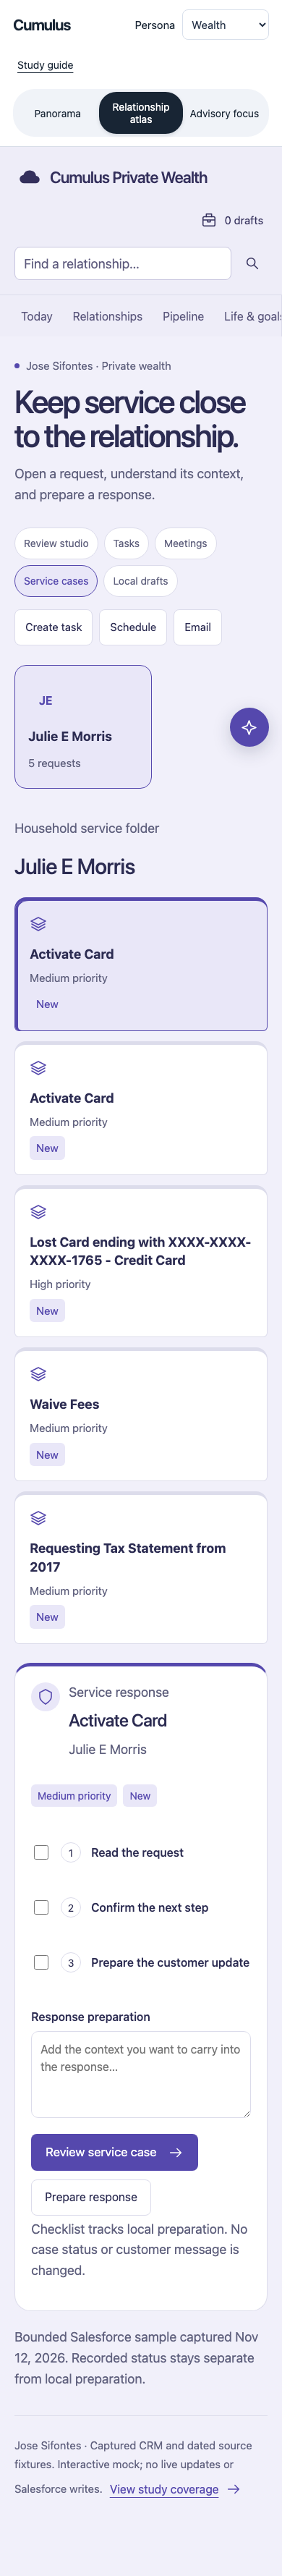 Cumulus
Persona
Wealth
Study guide
Panorama
Relationship
atlas
Advisory focus
Cumulus Private Wealth
0 drafts
Find a relationship...
Today
Relationships
Pipeline
Life & goals
Jose Sifontes · Private wealth
Keep service close
to the relationship.
Open a request, understand its context,
and prepare a response.
Review studio
Tasks
Meetings
Service cases
Local drafts
Create task
Schedule
Email
JE
Julie E Morris
5 requests
Household service folder
Julie E Morris
Activate Card
Medium priority
New
Activate Card
Medium priority
New
Lost Card ending with XXXX-XXXX-
XXXX-1765 - Credit Card
High priority
New
Waive Fees
Medium priority
New
Requesting Tax Statement from
2017
Medium priority
New
Service response
Activate Card
Julie E Morris
Medium priority
New
1 Read the request
2 Confirm the next step
3 Prepare the customer update
Response preparation
Add the context you want to carry into
the response...
Review service case
Prepare response
Checklist tracks local preparation. No
case status or customer message is
changed.
Bounded Salesforce sample captured Nov
12, 2026. Recorded status stays separate
from local preparation.
Jose Sifontes · Captured CRM and dated source
fixtures. Interactive mock; no live updates or
Salesforce writes. View study coverage